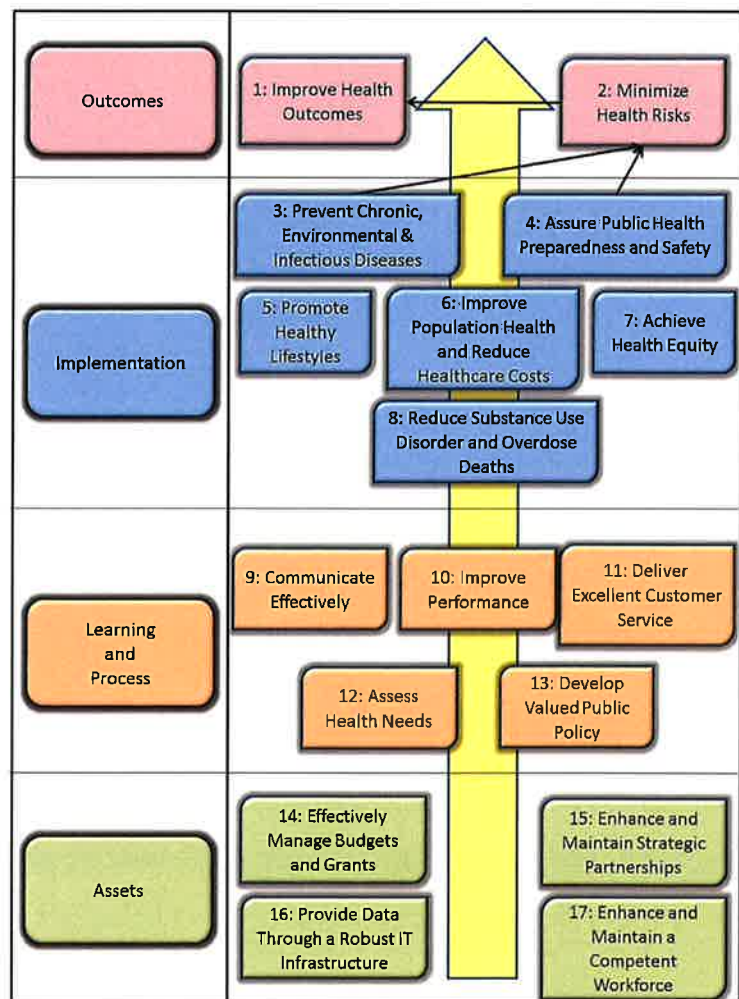 Outcomes
1: Improve Health
Outcomes
2: Minimize
Health Risks
Implementation
3: Prevent Chronic,
Environmental &
Infectious Diseases
4: Assure Public Health
Preparedness and Safety
5: Promote
Healthy
Lifestyles
6: Improve
Population Health
and Reduce
Healthcare Costs
7: Achieve
Health Equity
8: Reduce Substance Use
Disorder and Overdose
Deaths
Learning
and
Process
9: Communicate
Effectively
10: Improve
Performance
11: Deliver
Excellent Customer
Service
12: Assess
Health Needs
13: Develop
Valued Public
Policy
Assets
14: Effectively
Manage Budgets
and Grants
15: Enhance and
Maintain Strategic
Partnerships
16: Provide Data
Through a Robust IT
Infrastructure
17: Enhance and
Maintain a
Competent
Workforce